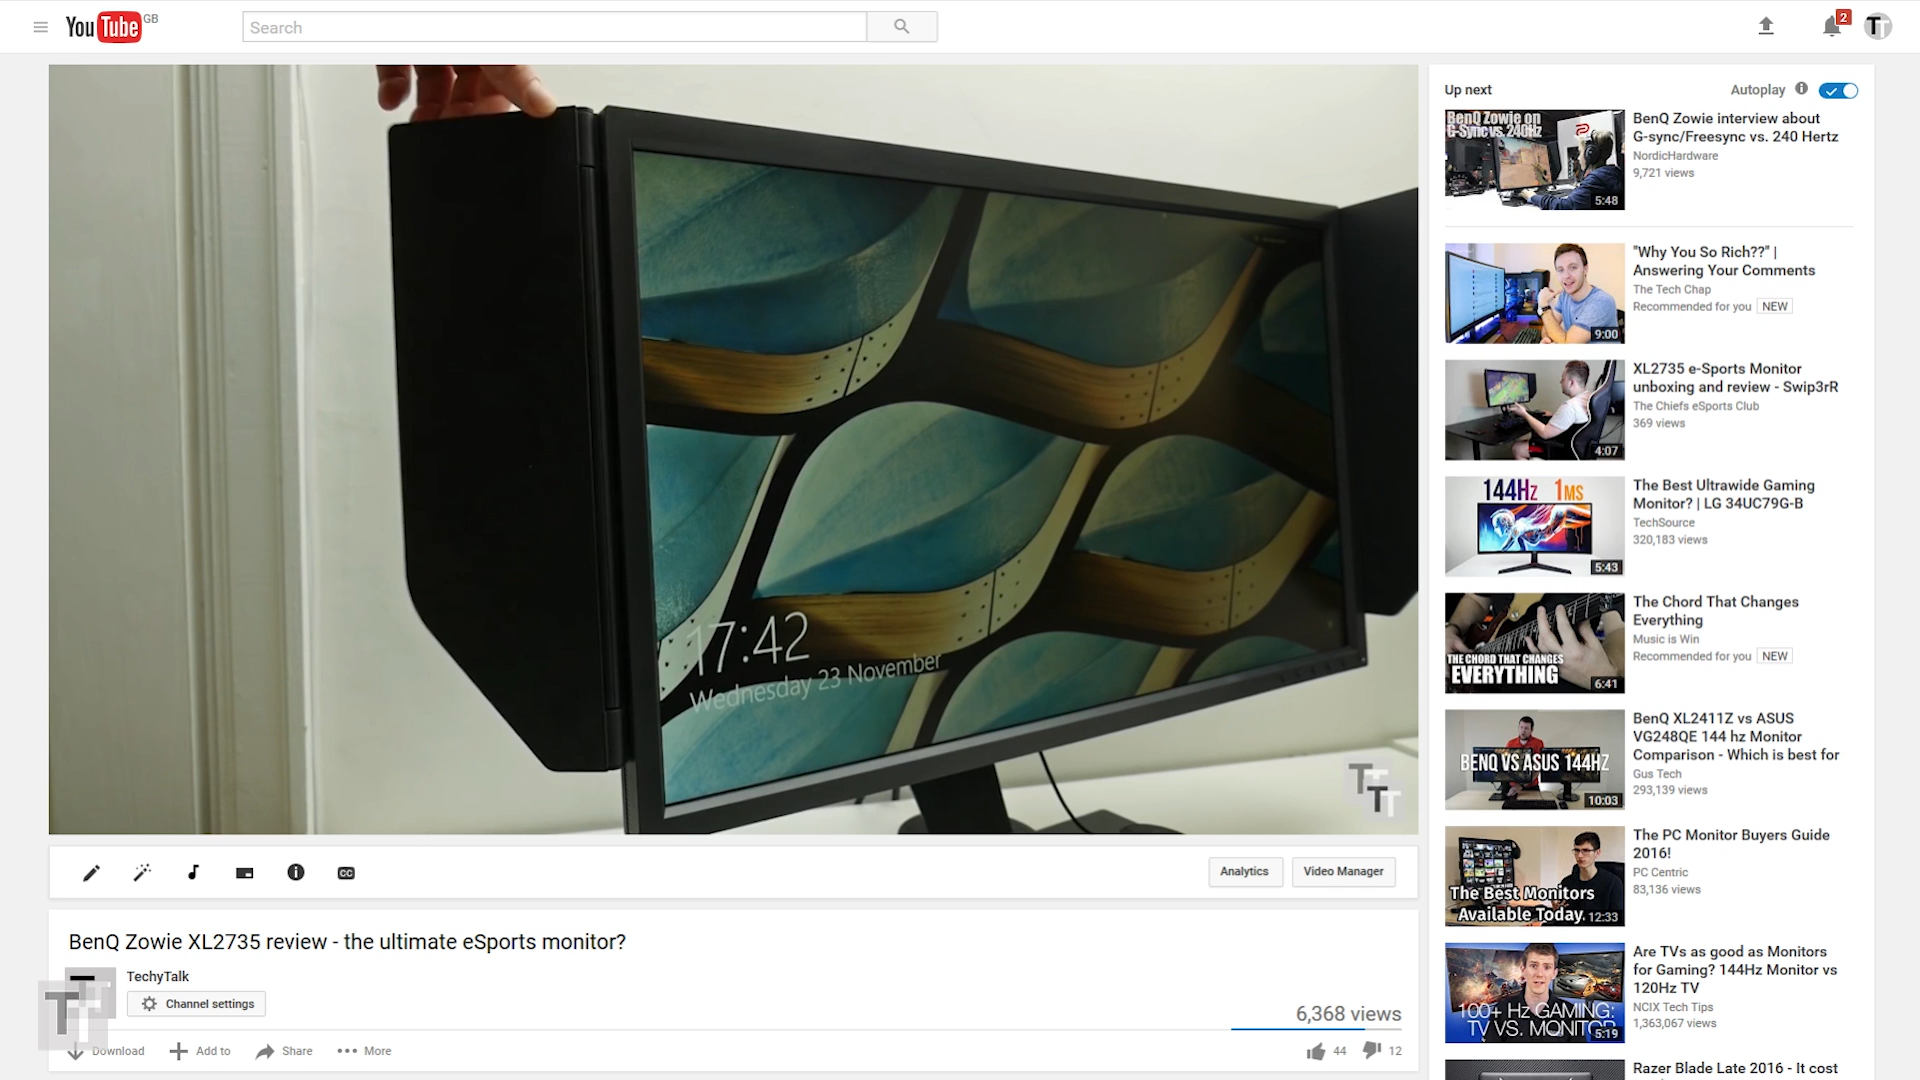 YouTube GB
Search
2
TT
17:42
Wednesday 23 November
TTT
Analytics
Video Manager
BenQ Zowie XL2735 review - the ultimate eSports monitor?
TechyTalk
Channel settings
6,368 views
Download
Add to
Share
More
44
12
Up next
Autoplay
BenQ Zowie on
G-Sync vs. 240Hz
5:48
BenQ Zowie interview about
G-sync/Freesync vs. 240 Hertz
NordicHardware
9,721 views
9:00
"Why You So Rich??" |
Answering Your Comments
The Tech Chap
Recommended for you NEW
4:07
XL2735 e-Sports Monitor
unboxing and review - Swip3rR
The Chiefs eSports Club
369 views
144Hz 1ms
5:43
The Best Ultrawide Gaming
Monitor? | LG 34UC79G-B
TechSource
320,183 views
THE CHORD THAT CHANGES
EVERYTHING
6:41
The Chord That Changes
Everything
Music is Win
Recommended for you NEW
BENQ VS ASUS 144HZ
10:03
BenQ XL2411Z vs ASUS
VG248QE 144 hz Monitor
Comparison - Which is best for
Gus Tech
293,139 views
The Best Monitors
Available Today.
12:33
The PC Monitor Buyers Guide
2016!
PC Centric
83,136 views
100+ Hz GAMING:
TV VS. MONITOR
5:19
Are TVs as good as Monitors
for Gaming? 144Hz Monitor vs
120Hz TV
NCIX Tech Tips
1,363,067 views
Razer Blade Late 2016 - It cost